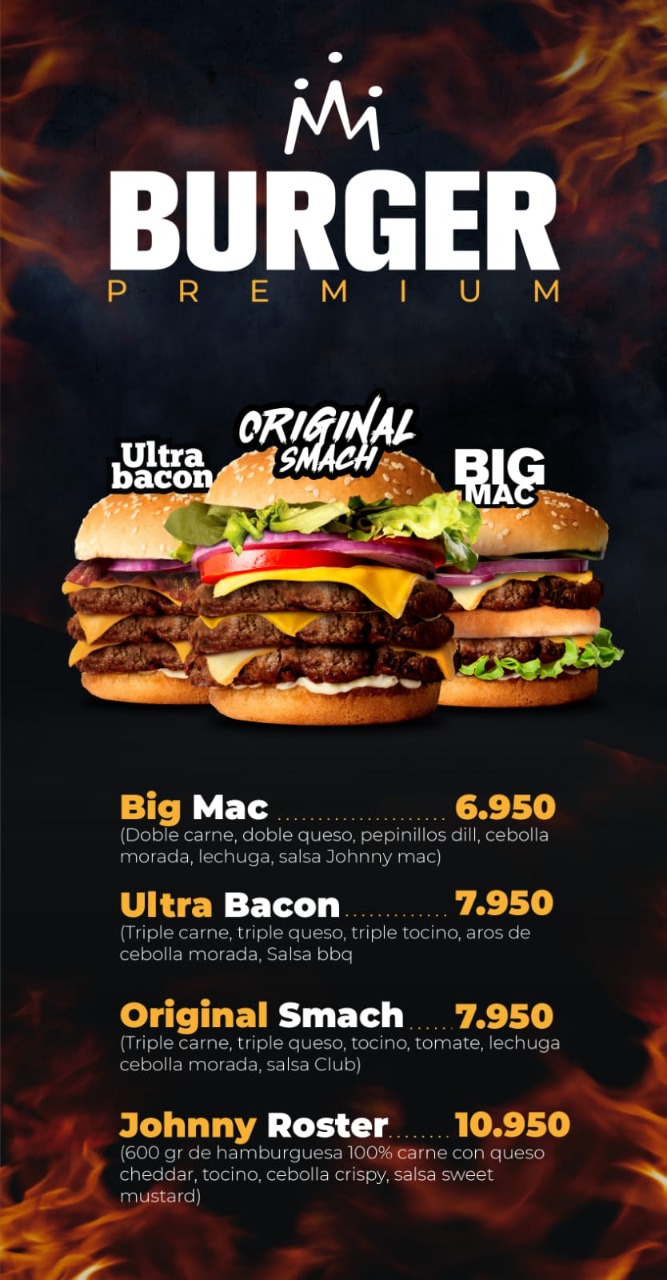 BURGER
PREMIUM
Ultra
bacon
ORIGINAL
SMACH
BIG
MAC
Big Mac ........................ 6.950
(Doble carne, doble queso, pepinillos dill, cebolla
morada, lechuga, salsa Johnny mac)
Ultra Bacon .............. 7.950
(Triple carne, triple queso, triple tocino, aros de
cebolla morada, Salsa bbq
Original Smach ...... 7.950
(Triple carne, triple queso, tocino, tomate, lechuga
cebolla morada, salsa Club)
Johnny Roster ........ 10.950
(600 gr de hamburguesa 100% carne con queso
cheddar, tocino, cebolla crispy, salsa sweet
mustard)